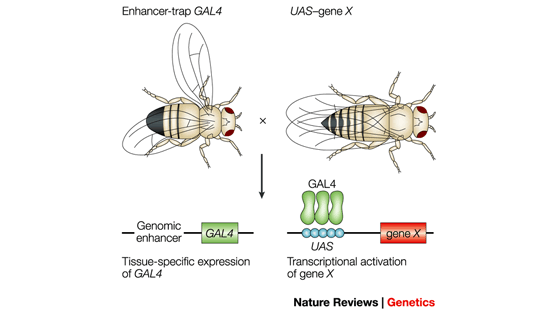 Enhancer-trap GAL4
UAS–gene X
×
GAL4
Genomic
enhancer
GAL4
UAS
gene X
Tissue-specific expression
of GAL4
Transcriptional activation
of gene X
Nature Reviews | Genetics